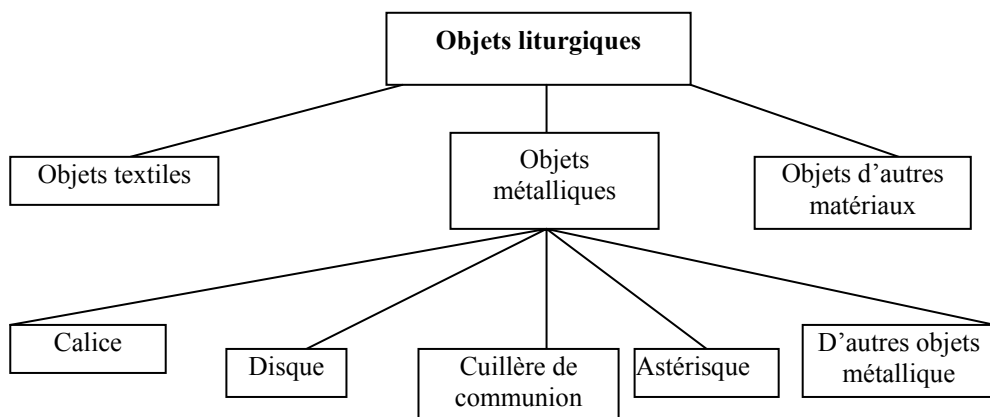 Objets liturgiques
Objets textiles
Objets
métalliques
Objets d’autres
matériaux
Calice
Disque
Cuillère de
communion
Astérisque
D’autres objets
métallique